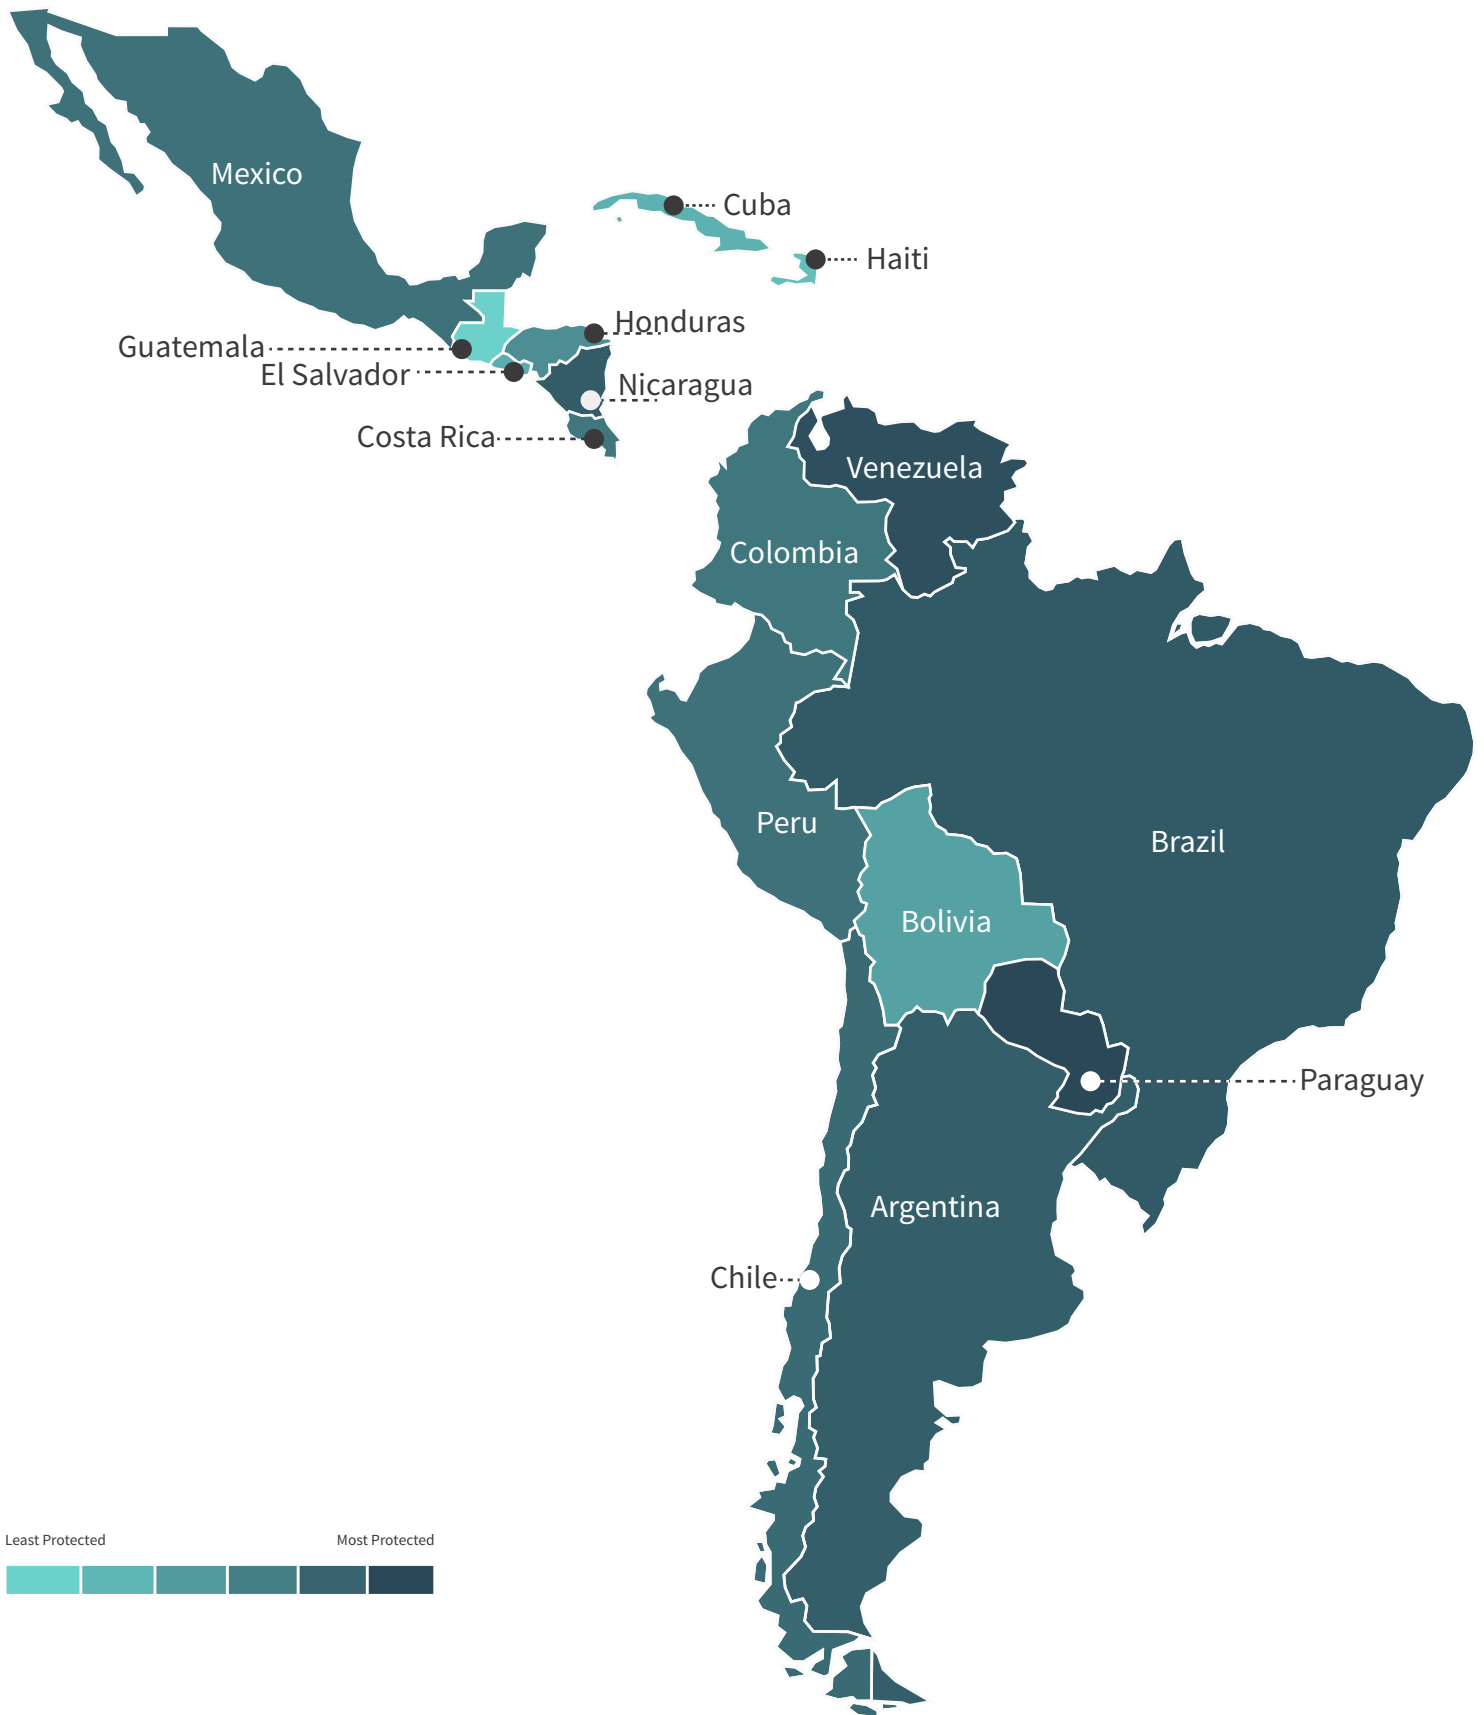 Mexico
Cuba
Haiti
Honduras
Guatemala
El Salvador
Nicaragua
Costa Rica
Venezuela
Colombia
Peru
Brazil
Bolivia
Paraguay
Argentina
Chile
Least Protected
Most Protected